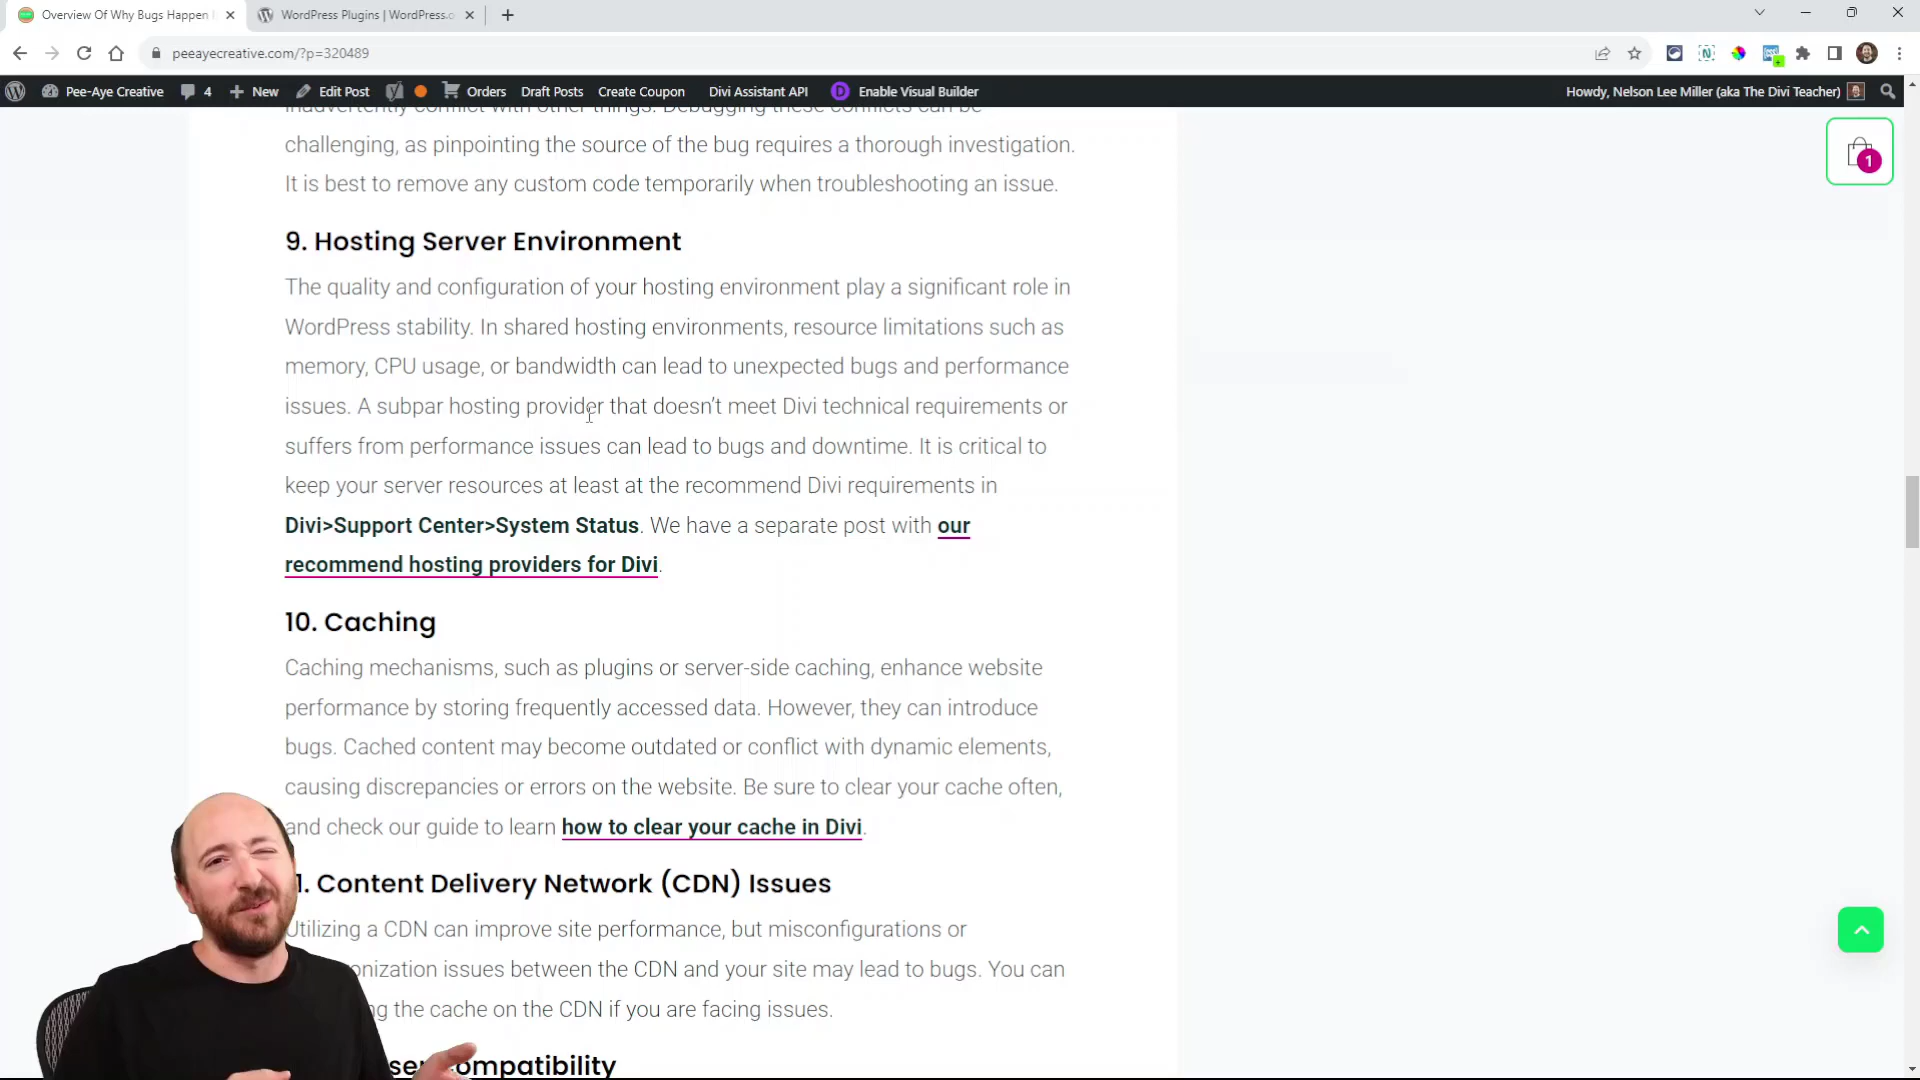 Overview Of Why Bugs Happen
WordPress Plugins | WordPress.o
peeayecreative.com/?p=320489
Pee-Aye Creative
4
New
Edit Post
Orders
Draft Posts
Create Coupon
Divi Assistant API
Enable Visual Builder
Howdy, Nelson Lee Miller (aka The Divi Teacher)
1
inadvertently conflict with other things. Debugging these conflicts can be
challenging, as pinpointing the source of the bug requires a thorough investigation.
It is best to remove any custom code temporarily when troubleshooting an issue.
9. Hosting Server Environment
The quality and configuration of your hosting environment play a significant role in
WordPress stability. In shared hosting environments, resource limitations such as
memory, CPU usage, or bandwidth can lead to unexpected bugs and performance
issues. A subpar hosting provider that doesn't meet Divi technical requirements or
suffers from performance issues can lead to bugs and downtime. It is critical to
keep your server resources at least at the recommend Divi requirements in
Divi>Support Center>System Status. We have a separate post with our
recommend hosting providers for Divi.
10. Caching
Caching mechanisms, such as plugins or server-side caching, enhance website
performance by storing frequently accessed data. However, they can introduce
bugs. Cached content may become outdated or conflict with dynamic elements,
causing discrepancies or errors on the website. Be sure to clear your cache often,
and check our guide to learn how to clear your cache in Divi.
1. Content Delivery Network (CDN) Issues
Utilizing a CDN can improve site performance, but misconfigurations or
onization issues between the CDN and your site may lead to bugs. You can
ng the cache on the CDN if you are facing issues.
ser ompatibility